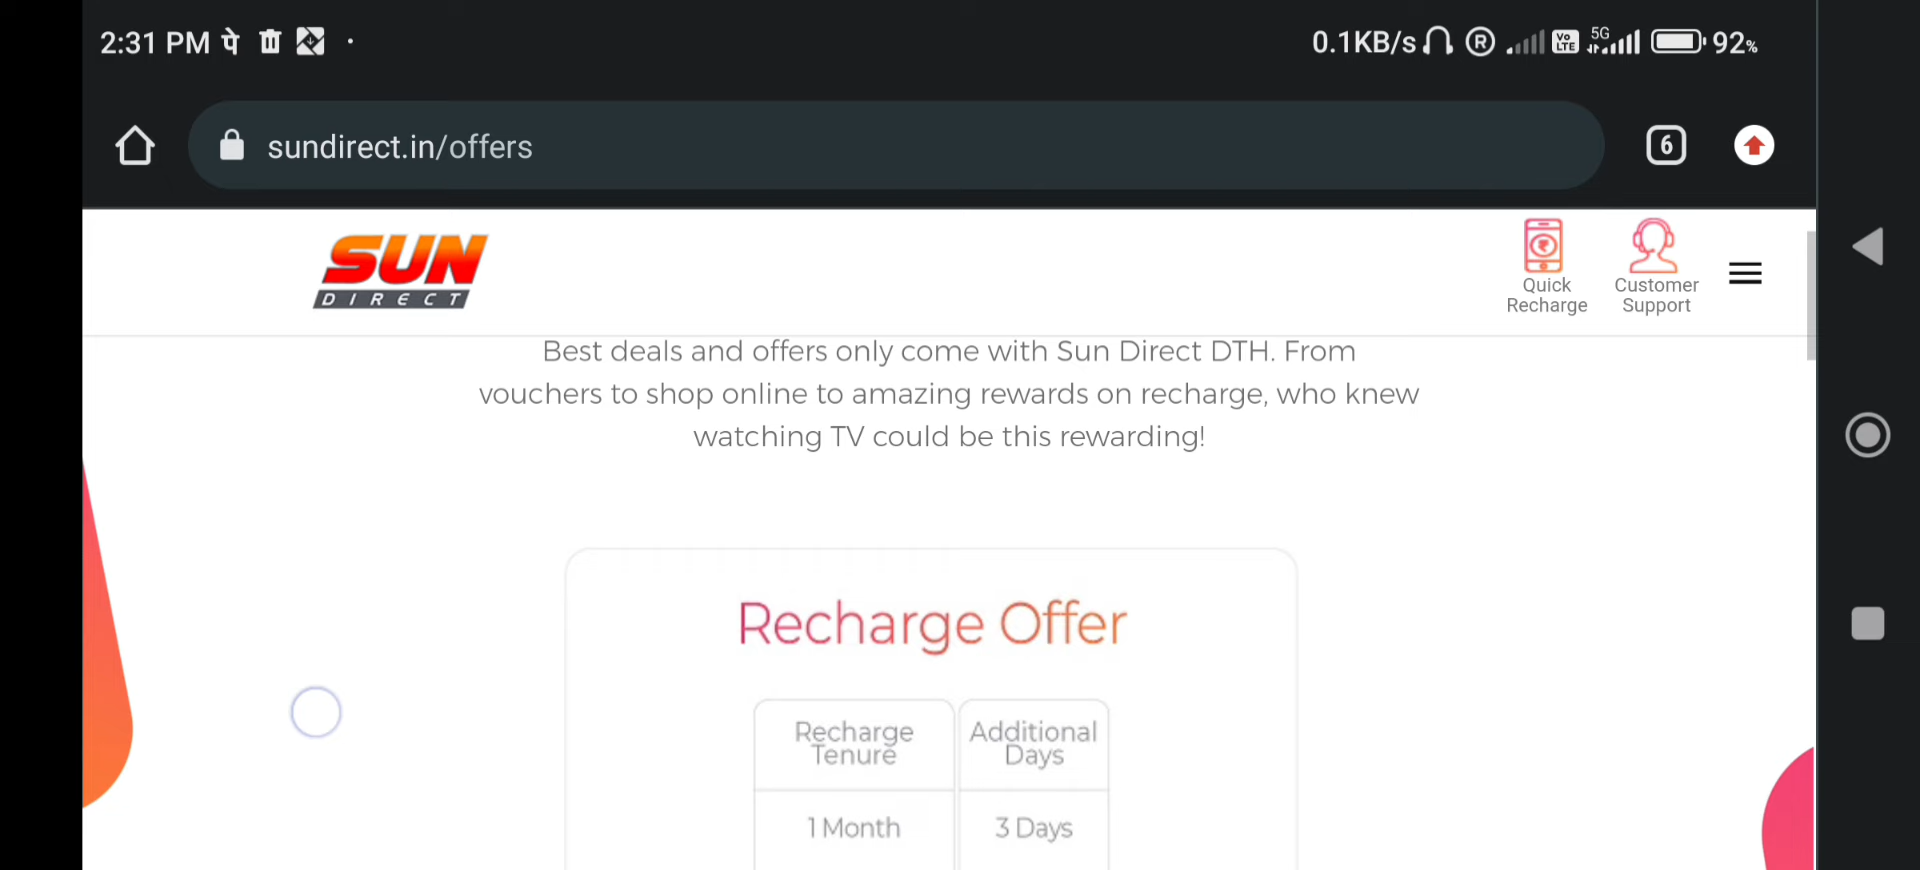 2:31 PM पे
0.1KB/s R Vo LTE 5G 92%
sundirect.in/offers
6
SUN
DIRECT
Quick
Recharge
Customer
Support
Best deals and offers only come with Sun Direct DTH. From
vouchers to shop online to amazing rewards on recharge, who knew
watching TV could be this rewarding!
Recharge Offer
Recharge
Tenure
Additional
Days
1 Month
3 Days